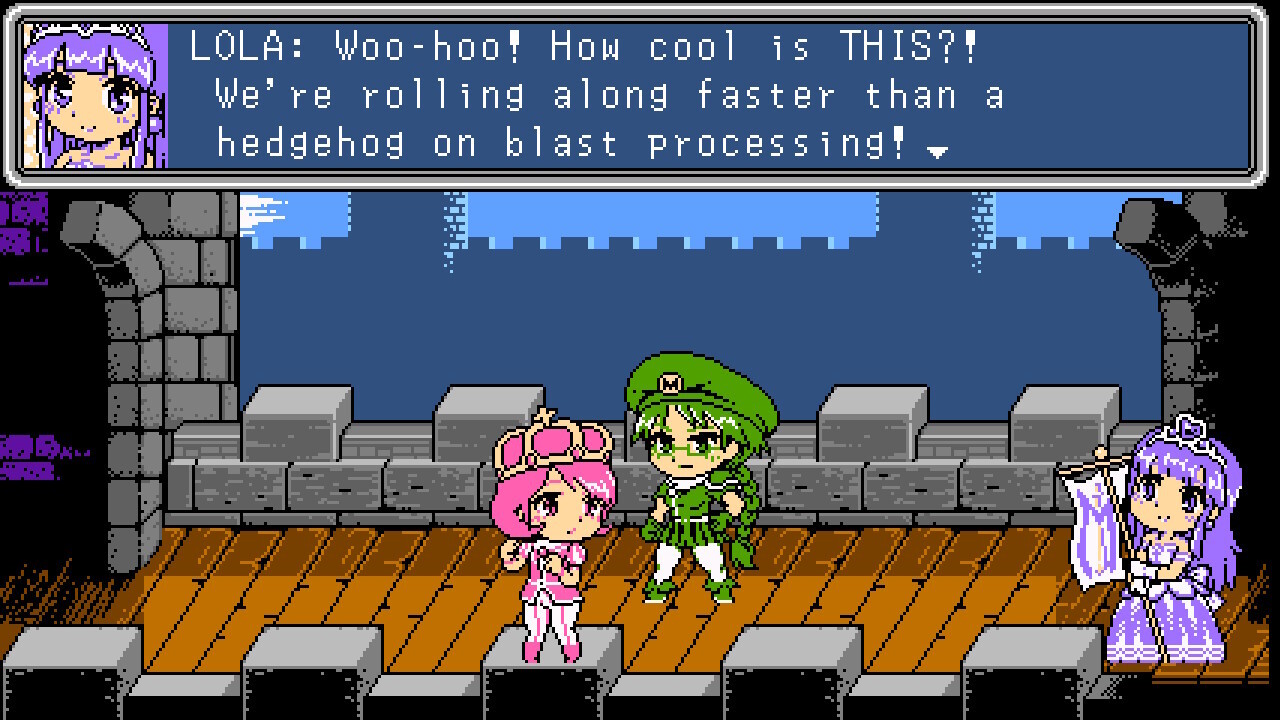 LOLA: Woo-hoo! How cool is THIS?!
We're rolling along faster than a
hedgehog on blast processing!
M